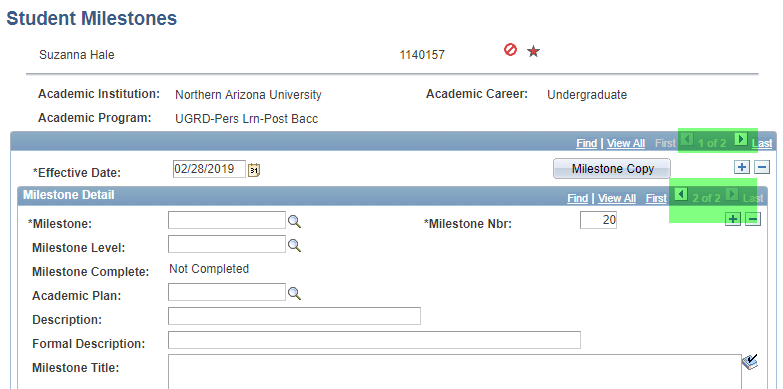 Student Milestones
Suzanna Hale 1140157
Academic Institution: Northern Arizona University Academic Career: Undergraduate
Academic Program: UGRD-Pers Lrn-Post Bacc
Find | View All First 1 of 2 Last
*Effective Date: 02/28/2019 31 Milestone Copy
Milestone Detail Find | View All First 2 of 2 Last
*Milestone: *Milestone Nbr: 20
Milestone Level:
Milestone Complete: Not Completed
Academic Plan:
Description:
Formal Description:
Milestone Title: